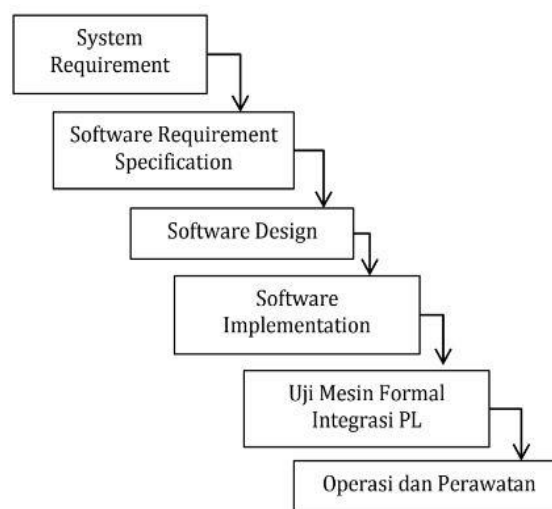 System
Requirement
Software Requirement
Specification
Software Design
Software
Implementation
Uji Mesin Formal
Integrasi PL
Operasi dan Perawatan